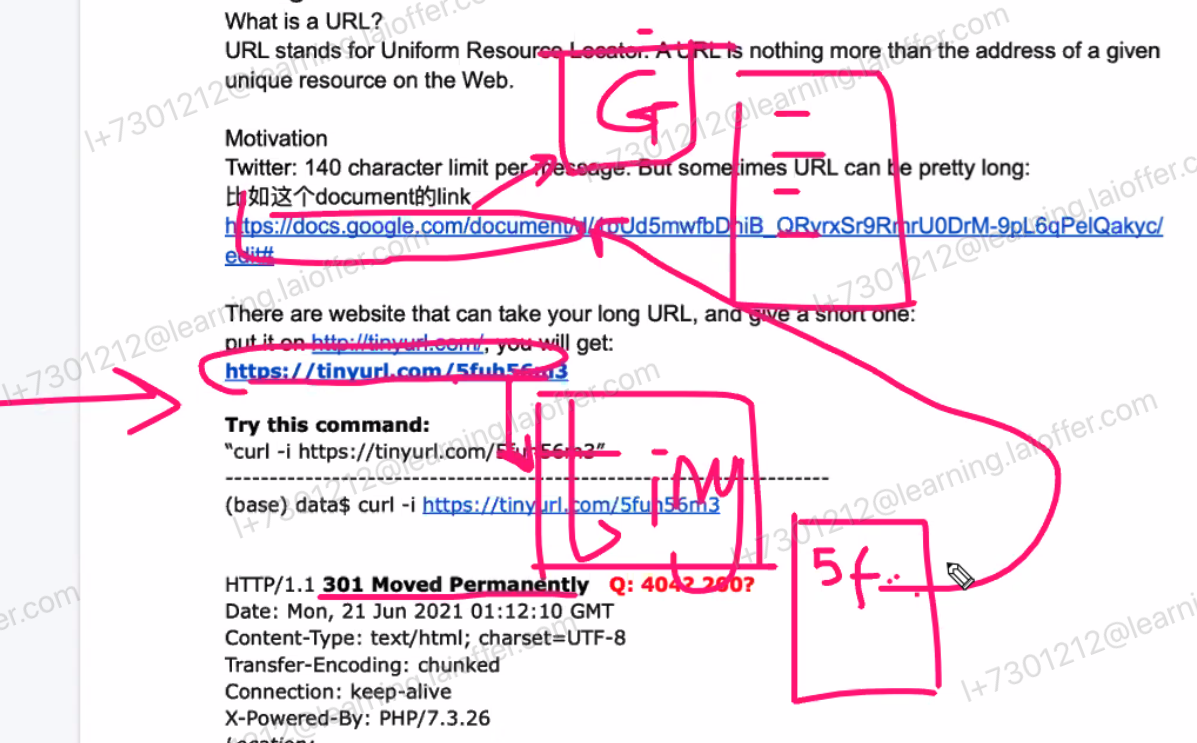 What is a URL?
URL stands for Uniform Resource Locator. A URL is nothing more than the address of a given
unique resource on the Web.
Motivation
Twitter: 140 character limit per message. But sometimes URL can be pretty long:
比如这个document的link
https://docs.google.com/document/d/
edit#
There are website that can take your long URL, and give a short one:
put it on http://tinyurl.com/, you will get:
https://tinyurl.com/5fuh56m3
Try this command:
“curl -i https://tinyurl.com/5fuh56m3”
(base) data$ curl -i https://tinyurl.com/5fuh56m3
HTTP/1.1 301 Moved Permanently Q: 404? 200?
Date: Mon, 21 Jun 2021 01:12:10 GMT
Content-Type: text/html; charset=UTF-8
Transfer-Encoding: chunked
Connection: keep-alive
X-Powered-By: PHP/7.3.26
Location:
G
5f..
l+7301212@learning.laioffer.com